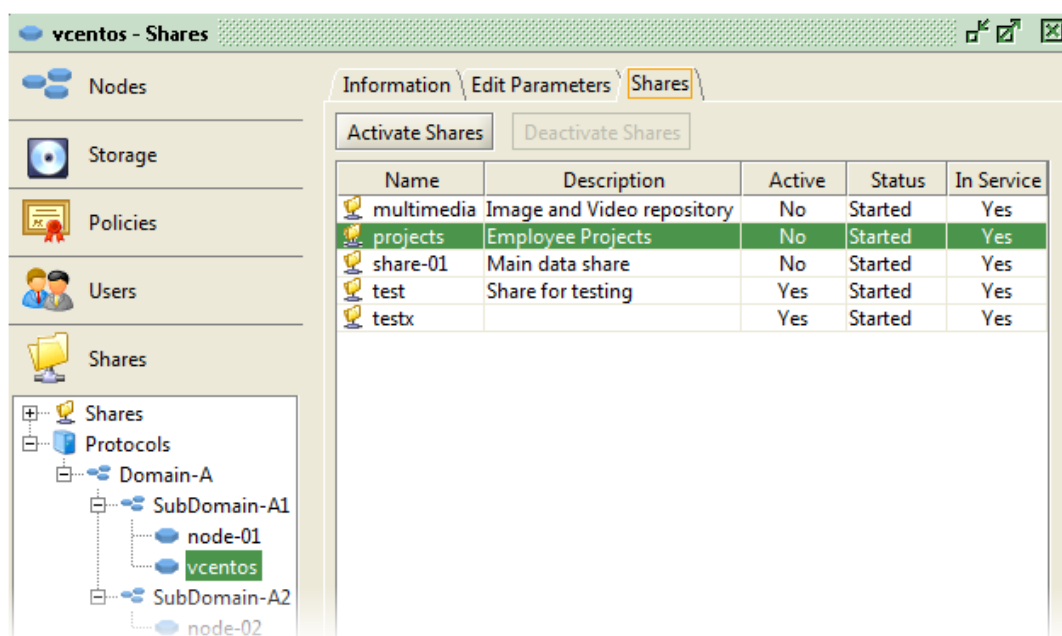 vcentos - Shares
Nodes
Storage
Policies
Users
Shares
Shares
Protocols
Domain-A
SubDomain-A1
node-01
vcentos
SubDomain-A2
node-02
Information Edit Parameters Shares
Activate Shares Deactivate Shares
Name Description Active Status In Service
multimedia Image and Video repository No Started Yes
projects Employee Projects No Started Yes
share-01 Main data share No Started Yes
test Share for testing Yes Started Yes
testx Yes Started Yes